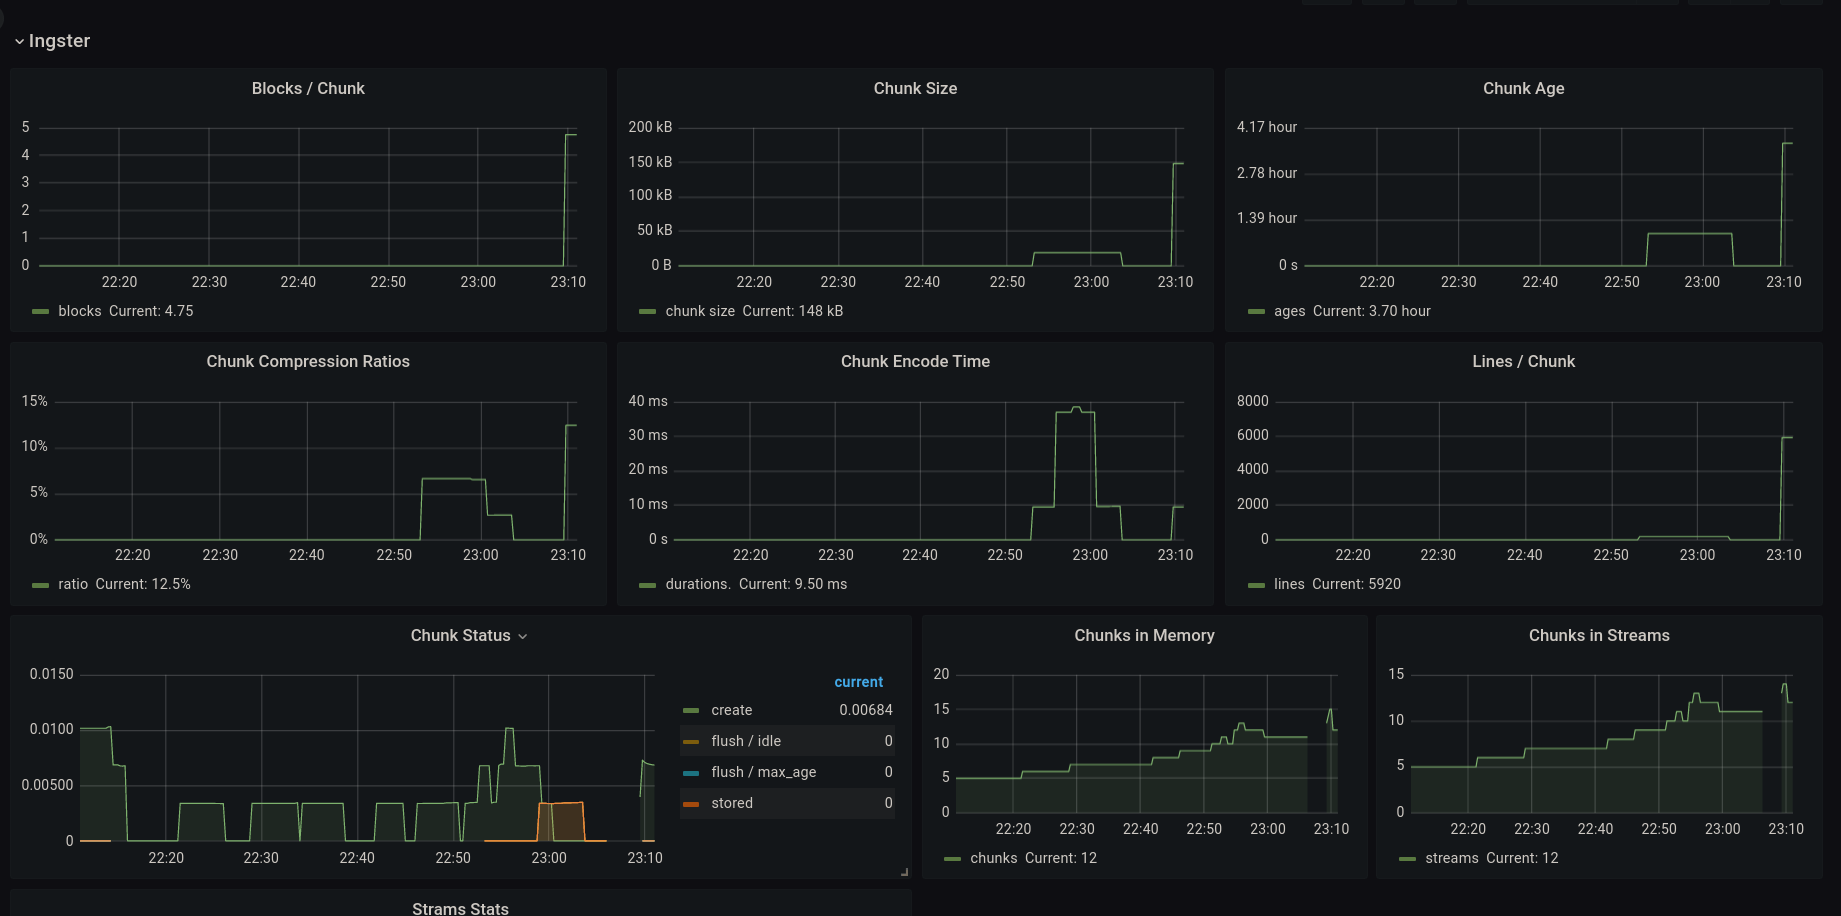 Ingster
Blocks / Chunk
5
4
3
2
1
0
22:20 22:30 22:40 22:50 23:00 23:10
blocks Current: 4.75
Chunk Size
200 kB
150 kB
100 kB
50 kB
0 B
22:20 22:30 22:40 22:50 23:00 23:10
chunk size Current: 148 kB
Chunk Age
4.17 hour
2.78 hour
1.39 hour
0 s
22:20 22:30 22:40 22:50 23:00 23:10
ages Current: 3.70 hour
Chunk Compression Ratios
15%
10%
5%
0%
22:20 22:30 22:40 22:50 23:00 23:10
ratio Current: 12.5%
Chunk Encode Time
40 ms
30 ms
20 ms
10 ms
0 s
22:20 22:30 22:40 22:50 23:00 23:10
durations. Current: 9.50 ms
Lines / Chunk
8000
6000
4000
2000
0
22:20 22:30 22:40 22:50 23:00 23:10
lines Current: 5920
Chunk Status
0.0150
0.0100
0.00500
0
22:20 22:30 22:40 22:50 23:00 23:10
current
create 0.00684
flush / idle 0
flush / max_age 0
stored 0
Chunks in Memory
20
15
10
5
0
22:20 22:30 22:40 22:50 23:00 23:10
chunks Current: 12
Chunks in Streams
15
10
5
0
22:20 22:30 22:40 22:50 23:00 23:10
streams Current: 12
Strams Stats